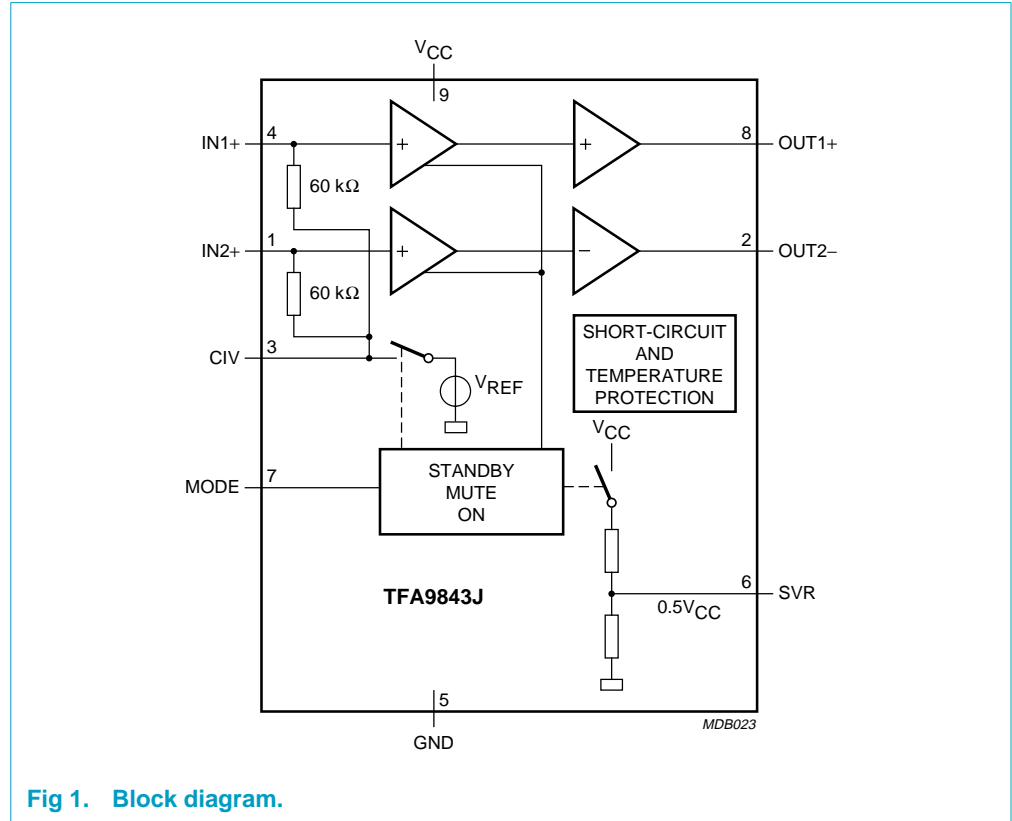 VCC
9
IN1+ 4
+
+
8 OUT1+
60 kΩ
IN2+ 1
+
−
2 OUT2−
60 kΩ
CIV 3
VREF
SHORT-CIRCUIT
AND
TEMPERATURE
PROTECTION
VCC
MODE 7
STANDBY
MUTE
ON
TFA9843J
0.5VCC
6 SVR
5
GND
MDB023
Fig 1. Block diagram.